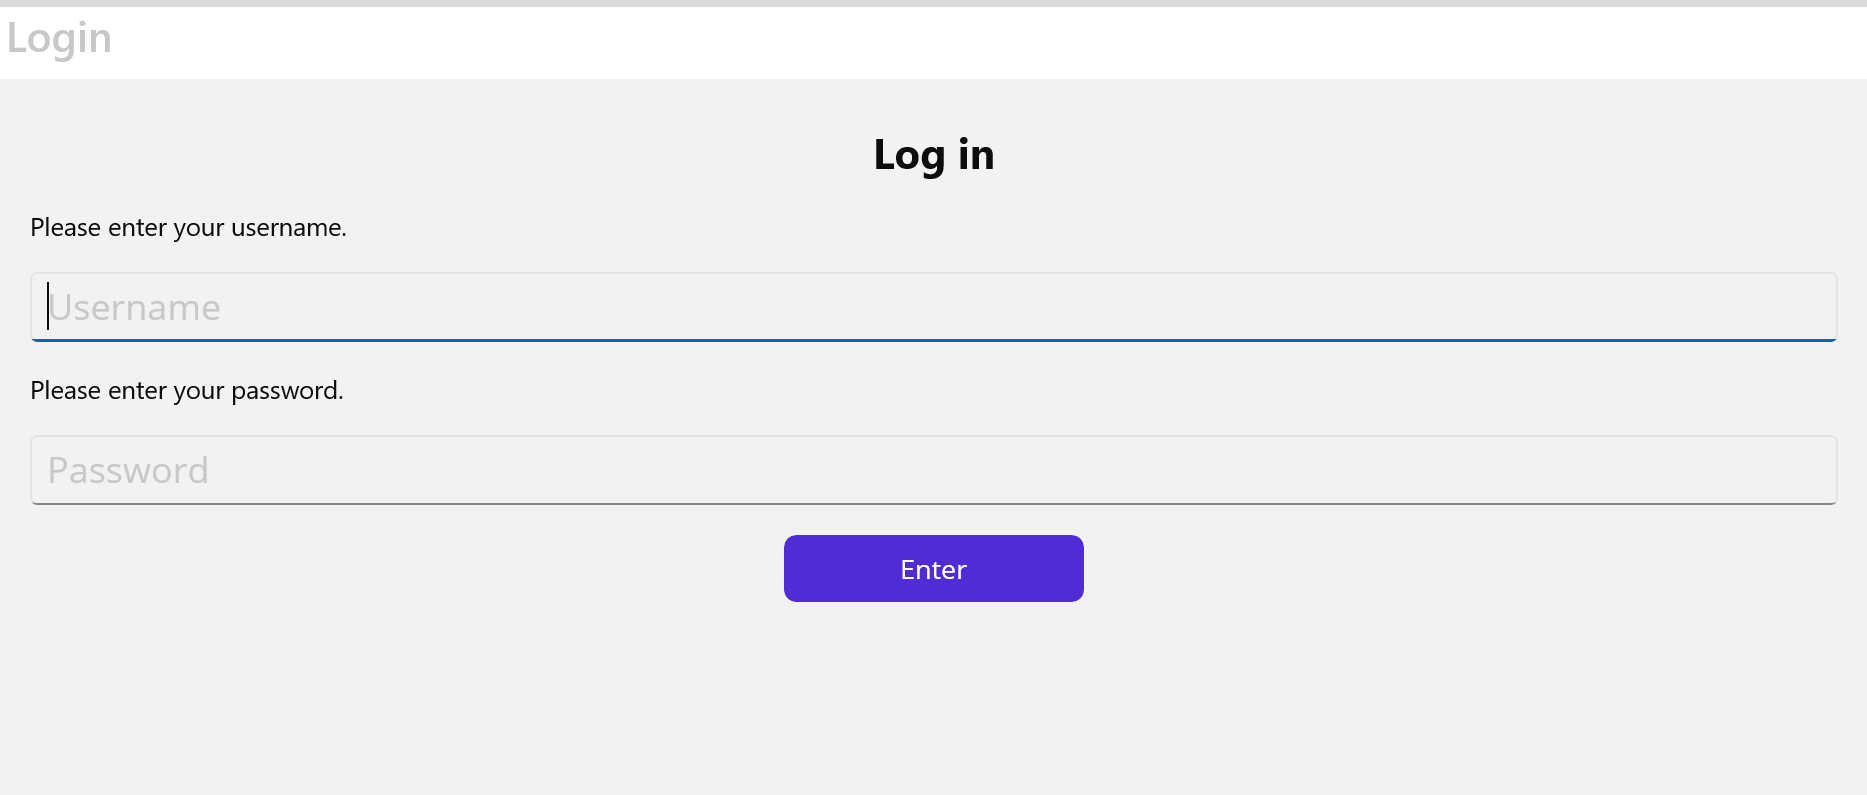 Login
Log in
Please enter your username.
Username
Please enter your password.
Password
Enter